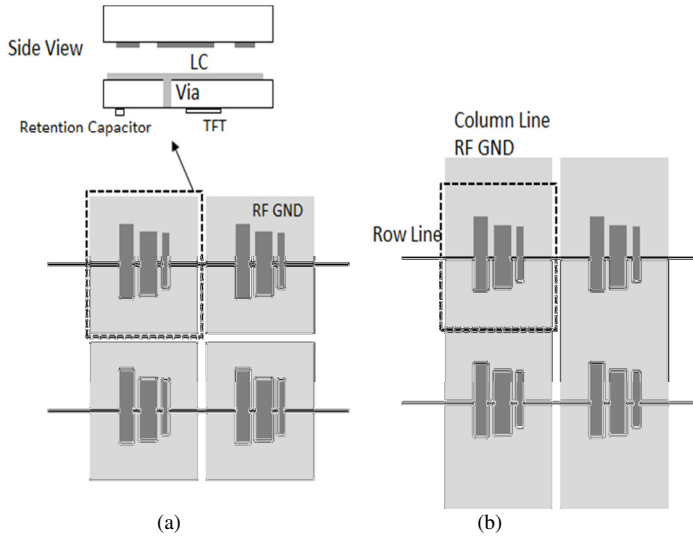 Side View
LC
Via
Retention Capacitor
TFT
RF GND
Column Line
RF GND
Row Line
(a)
(b)